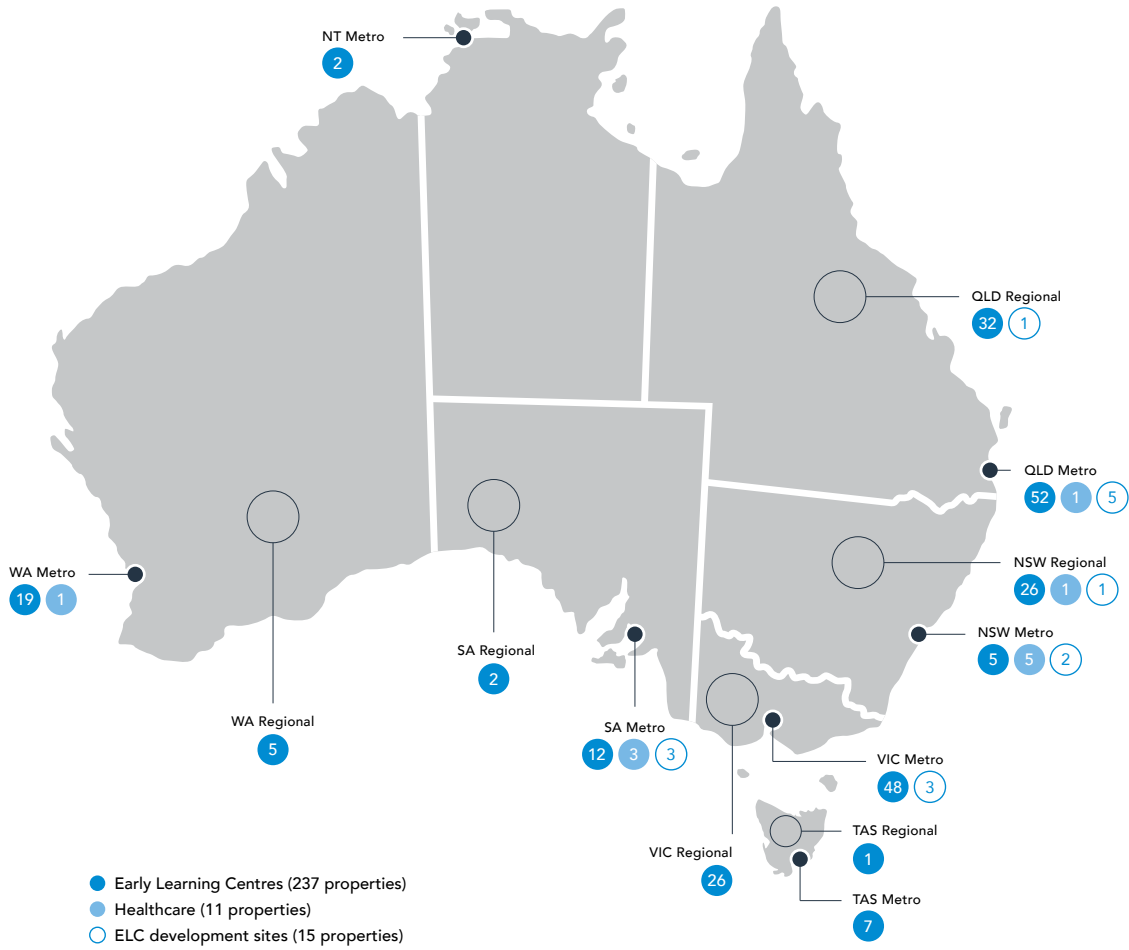 NT Metro
2
QLD Regional
32 1
QLD Metro
52 1 5
WA Metro
19 1
NSW Regional
26 1 1
NSW Metro
5 5 2
SA Regional
2
WA Regional
5
SA Metro
12 3 3
VIC Metro
48 3
TAS Regional
1
VIC Regional
26
TAS Metro
7
Early Learning Centres (237 properties)
Healthcare (11 properties)
ELC development sites (15 properties)